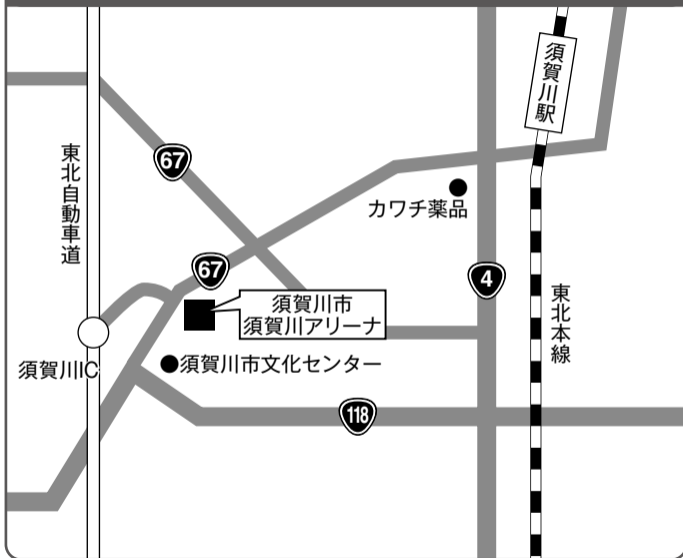 須賀川駅
東北自動車道
67
カワチ薬品
67
4
須賀川市
須賀川アリーナ
東北本線
須賀川IC
須賀川市文化センター
118